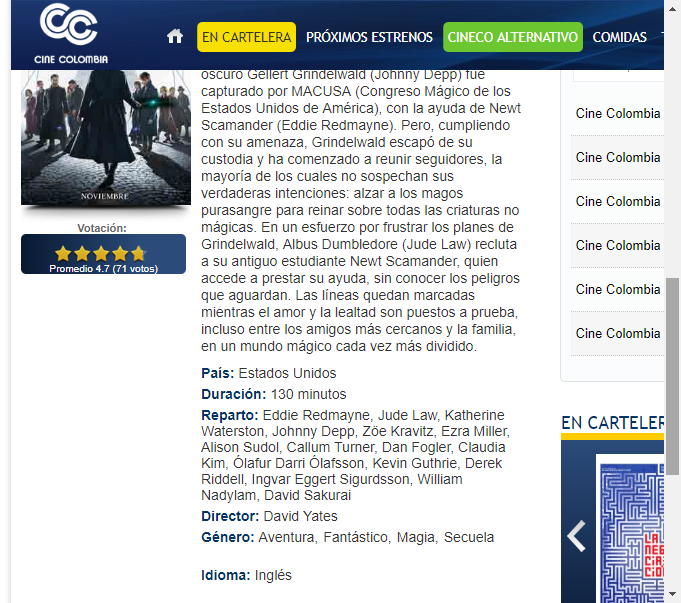 CINE COLOMBIA
EN CARTELERA
PRÓXIMOS ESTRENOS
CINECO ALTERNATIVO
COMIDAS
oscuro Gellert Grindelwald (Johnny Depp) fue
capturado por MACUSA (Congreso Mágico de los
Estados Unidos de América), con la ayuda de Newt
Scamander (Eddie Redmayne). Pero, cumpliendo
con su amenaza, Grindelwald escapó de su
custodia y ha comenzado a reunir seguidores, la
mayoría de los cuales no sospechan sus
verdaderas intenciones: alzar a los magos
purasangre para reinar sobre todas las criaturas no
mágicas. En un esfuerzo por frustrar los planes de
Grindelwald, Albus Dumbledore (Jude Law) recluta
a su antiguo estudiante Newt Scamander, quien
accede a prestar su ayuda, sin conocer los peligros
que aguardan. Las líneas quedan marcadas
mientras el amor y la lealtad son puestos a prueba,
incluso entre los amigos más cercanos y la familia,
en un mundo mágico cada vez más dividido.
País: Estados Unidos
Duración: 130 minutos
Reparto: Eddie Redmayne, Jude Law, Katherine
Waterston, Johnny Depp, Zöe Kravitz, Ezra Miller,
Alison Sudol, Callum Turner, Dan Fogler, Claudia
Kim, Ólafur Darri Ólafsson, Kevin Guthrie, Derek
Riddell, Ingvar Eggert Sigurdsson, William
Nadylam, David Sakurai
Director: David Yates
Género: Aventura, Fantástico, Magia, Secuela
Idioma: Inglés
NOVIEMBRE
Votación:
Promedio 4.7 (71 votos)
Cine Colombia
Cine Colombia
Cine Colombia
Cine Colombia
Cine Colombia
Cine Colombia
EN CARTELER
LA
NEG
CIA
CIO